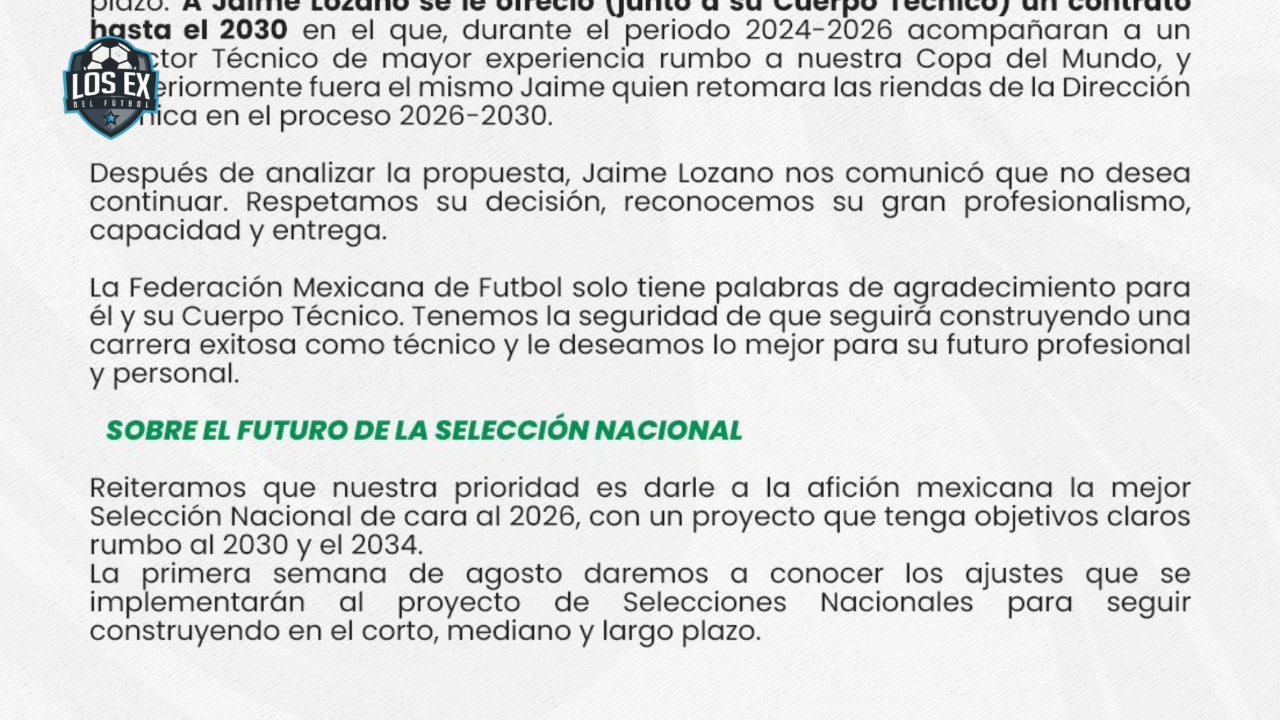 plazo. A Jaime Lozano se le ofreció (junto a su Cuerpo Técnico) un contrato
hasta el 2030 en el que, durante el periodo 2024-2026 acompañaran a un
ctor Técnico de mayor experiencia rumbo a nuestra Copa del Mundo, y
LOS EX
DEL FÚTBOL
eriormente fuera el mismo Jaime quien retomara las riendas de la Dirección
nica en el proceso 2026-2030.
Después de analizar la propuesta, Jaime Lozano nos comunicó que no desea
continuar. Respetamos su decisión, reconocemos su gran profesionalismo,
capacidad y entrega.
La Federación Mexicana de Futbol solo tiene palabras de agradecimiento para
él y su Cuerpo Técnico. Tenemos la seguridad de que seguirá construyendo una
carrera exitosa como técnico y le deseamos lo mejor para su futuro profesional
y personal.
SOBRE EL FUTURO DE LA SELECCIÓN NACIONAL
Reiteramos que nuestra prioridad es darle a la afición mexicana la mejor
Selección Nacional de cara al 2026, con un proyecto que tenga objetivos claros
rumbo al 2030 y el 2034.
La primera semana de agosto daremos a conocer los ajustes que se
implementarán al proyecto de Selecciones Nacionales para seguir
construyendo en el corto, mediano y largo plazo.